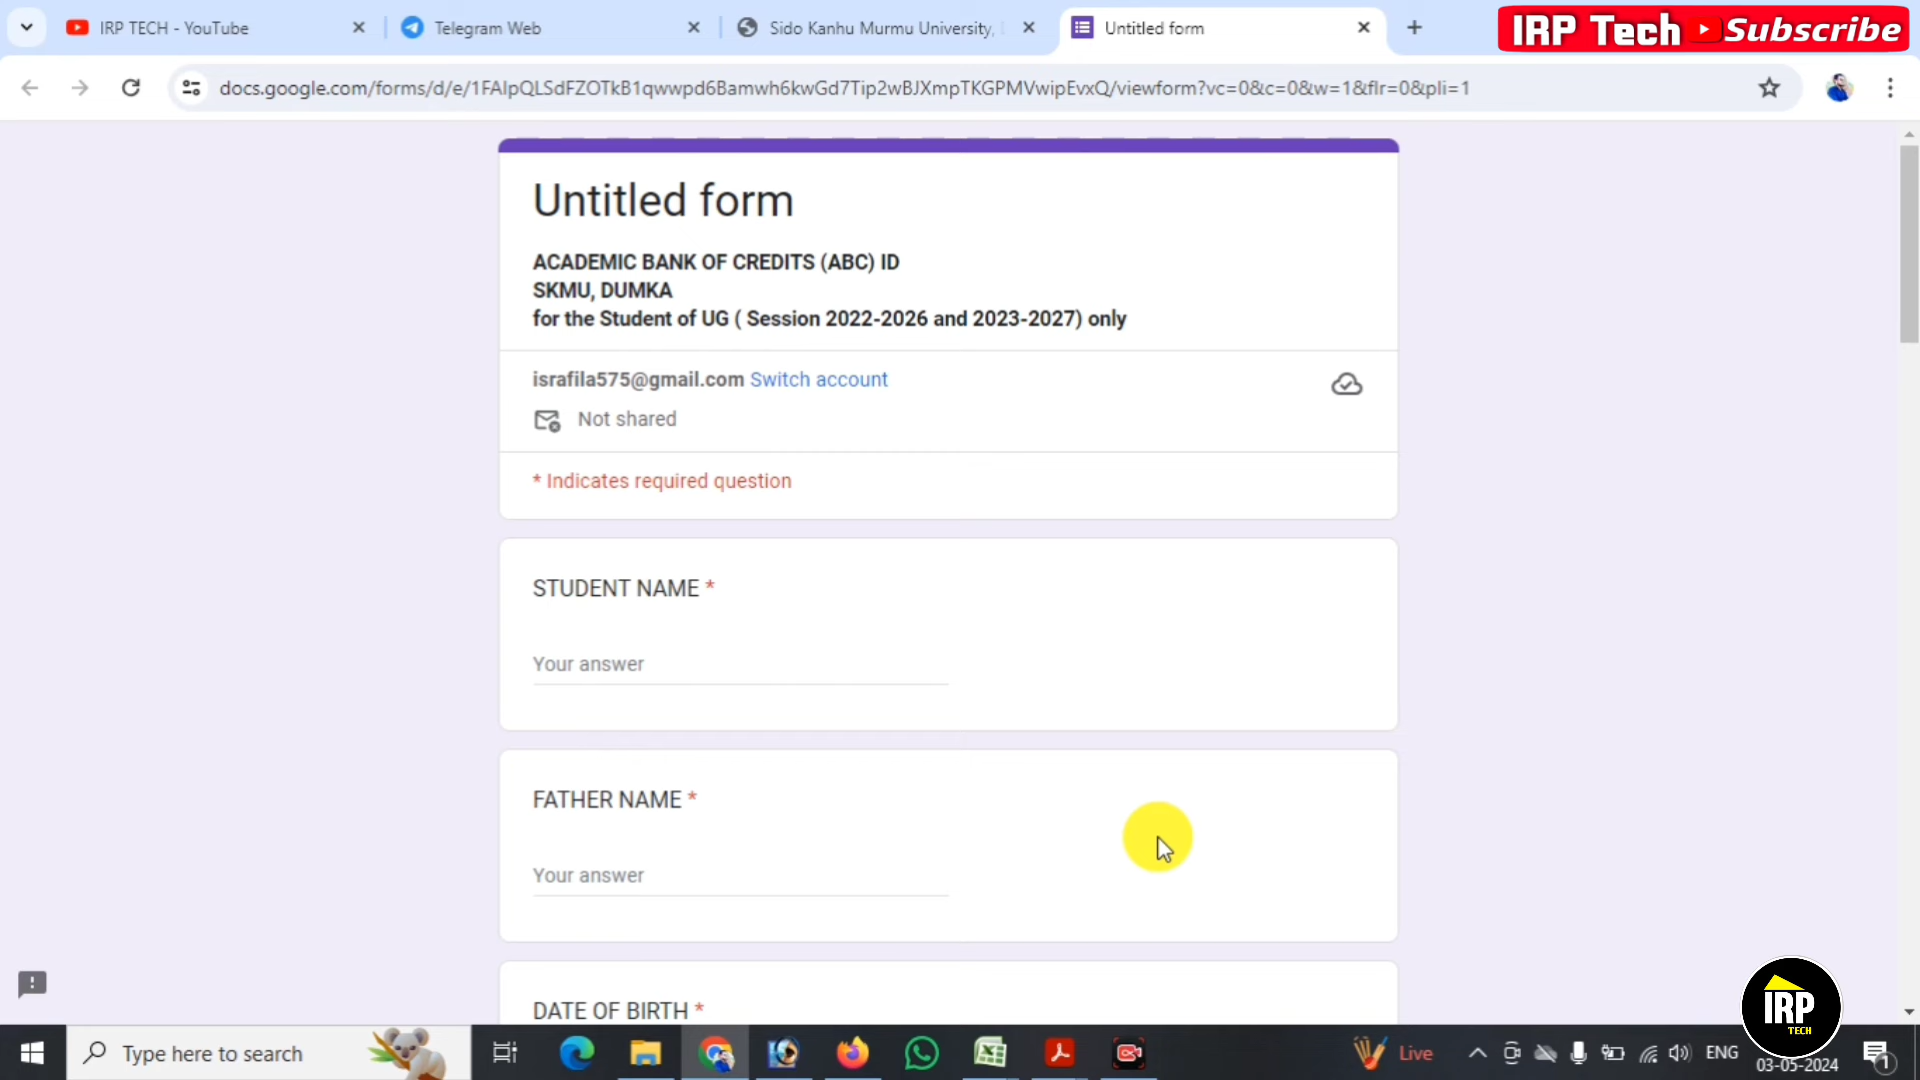 IRP TECH - YouTube
Telegram Web
Sido Kanhu Murmu University,
Untitled form
IRP Tech Subscribe
docs.google.com/forms/d/e/1FAIpQLSdFZOTkB1qwwpd6Bamwh6kwGd7Tip2wBJXmpTKGPMVwipEvxQ/viewform?vc=0&c=0&w=1&flr=0&pli=1
Untitled form
ACADEMIC BANK OF CREDITS (ABC) ID
SKMU, DUMKA
for the Student of UG ( Session 2022-2026 and 2023-2027) only
israfila575@gmail.com Switch account
Not shared
* Indicates required question
STUDENT NAME *
Your answer
FATHER NAME *
Your answer
DATE OF BIRTH *
IRP
TECH
Type here to search
Live
ENG
03-05-2024
1